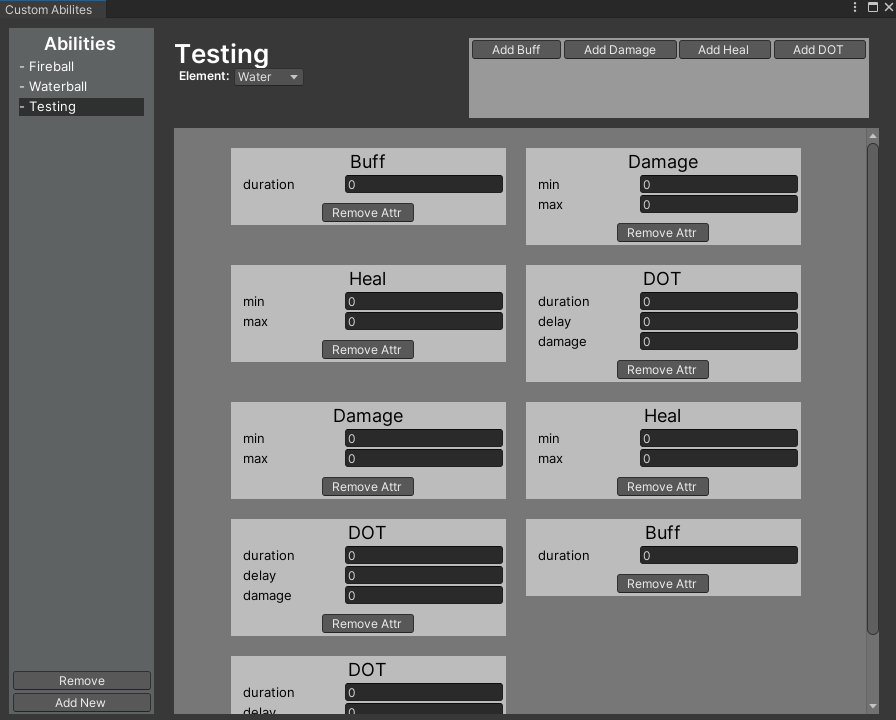 Custom Abilites
Abilities
- Fireball
- Waterball
- Testing
Remove
Add New
Testing
Element: Water
Add Buff Add Damage Add Heal Add DOT
Buff
duration 0
Remove Attr
Damage
min 0
max 0
Remove Attr
Heal
min 0
max 0
Remove Attr
DOT
duration 0
delay 0
damage 0
Remove Attr
Damage
min 0
max 0
Remove Attr
Heal
min 0
max 0
Remove Attr
DOT
duration 0
delay 0
damage 0
Remove Attr
Buff
duration 0
Remove Attr
DOT
duration 0
delay 0